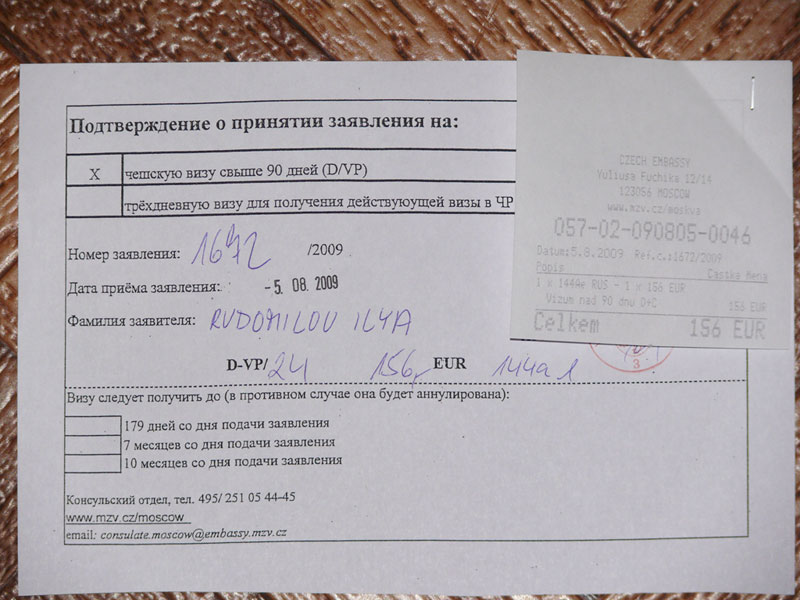 Подтверждение о принятии заявления на:
X чешскую визу свыше 90 дней (D/VP)
трёхдневную визу для получения действуюущей визы в ЧР
Номер заявления: 1672 /2009
Дата приёма заявления: -5. 08. 2009
Фамилия заявителя: RUDOMILOV ILYA
D-VP/ 24 156,- EUR 144a
Визу следует получить до (в противном случае она будет аннулирована):
179 дней со дня подачи заявления
7 месяцев со дня подачи заявления
10 месяцев со дня подачи заявления
Консульский отдел, тел. 495/ 251 05 44-45
www.mzv.cz/moscow
email: consulate.moscow@embassy.mzv.cz
CZECH EMBASSY
Yuliusa Fuchika 12/14
123056 MOSCOW
www.mzv.cz/moskva
057-02-090805-0046
Datum:5.8.2009 Ref.c.:1672/2009
Popis Castka Mena
1 x 144Ae RUS - 1 x 156 EUR
Vizum nad 90 dnu D+C 156 EUR
Celkem 156 EUR
3